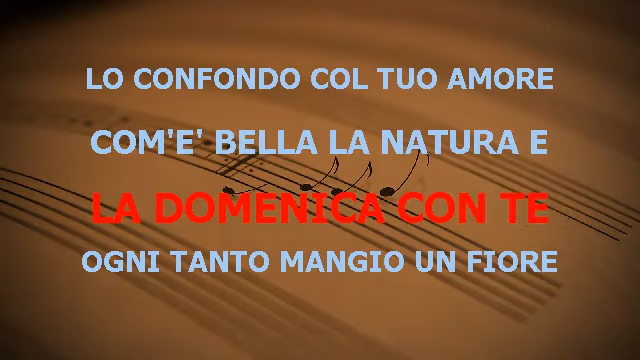 LO CONFONDO COL TUO AMORE
COM'E' BELLA LA NATURA E
LA DOMENICA CON TE
OGNI TANTO MANGIO UN FIORE